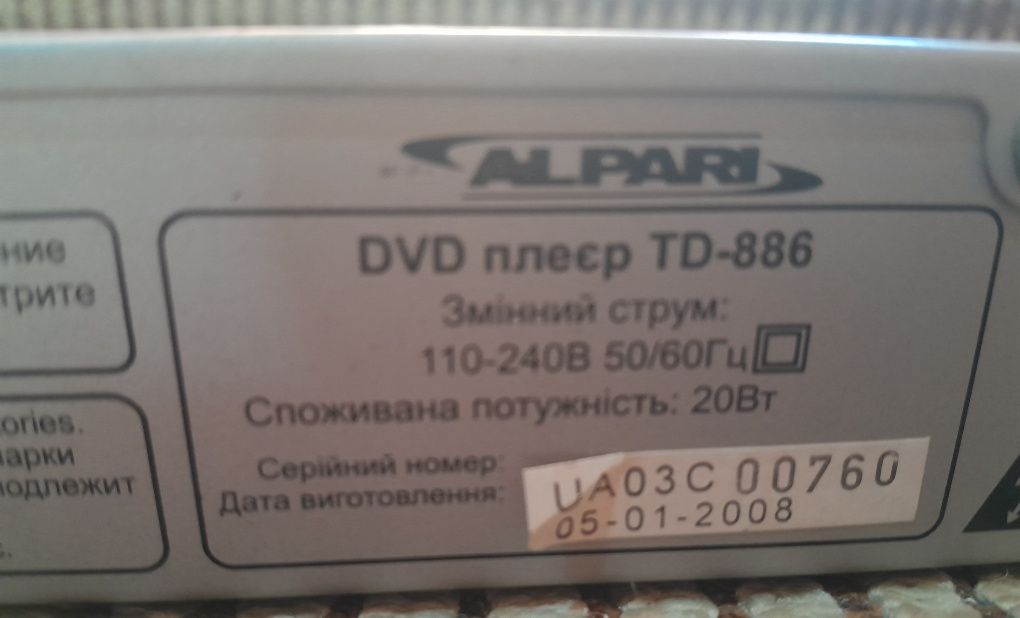 ALPARI
DVD плеєр TD-886
Змінний струм:
110-240В 50/60Гц
Споживана потужність: 20Вт
Серійний номер: UA03C 00760
Дата виготовлення: 05-01-2008
ние
трите
ories.
арки
подлежит